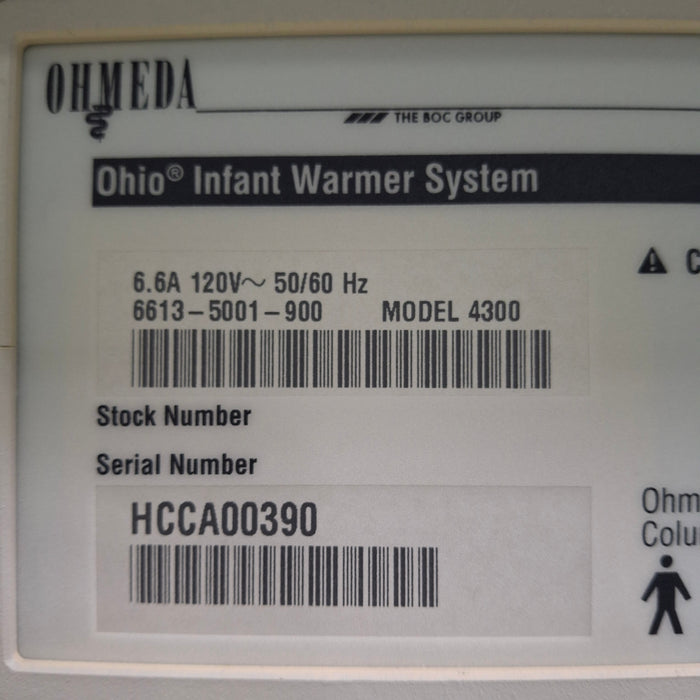 OHMEDA
THE BOC GROUP
Ohio® Infant Warmer System
6.6A 120V~ 50/60 Hz
6613-5001-900 MODEL 4300
Stock Number
Serial Number
HCCA00390
C
Ohm
Colu